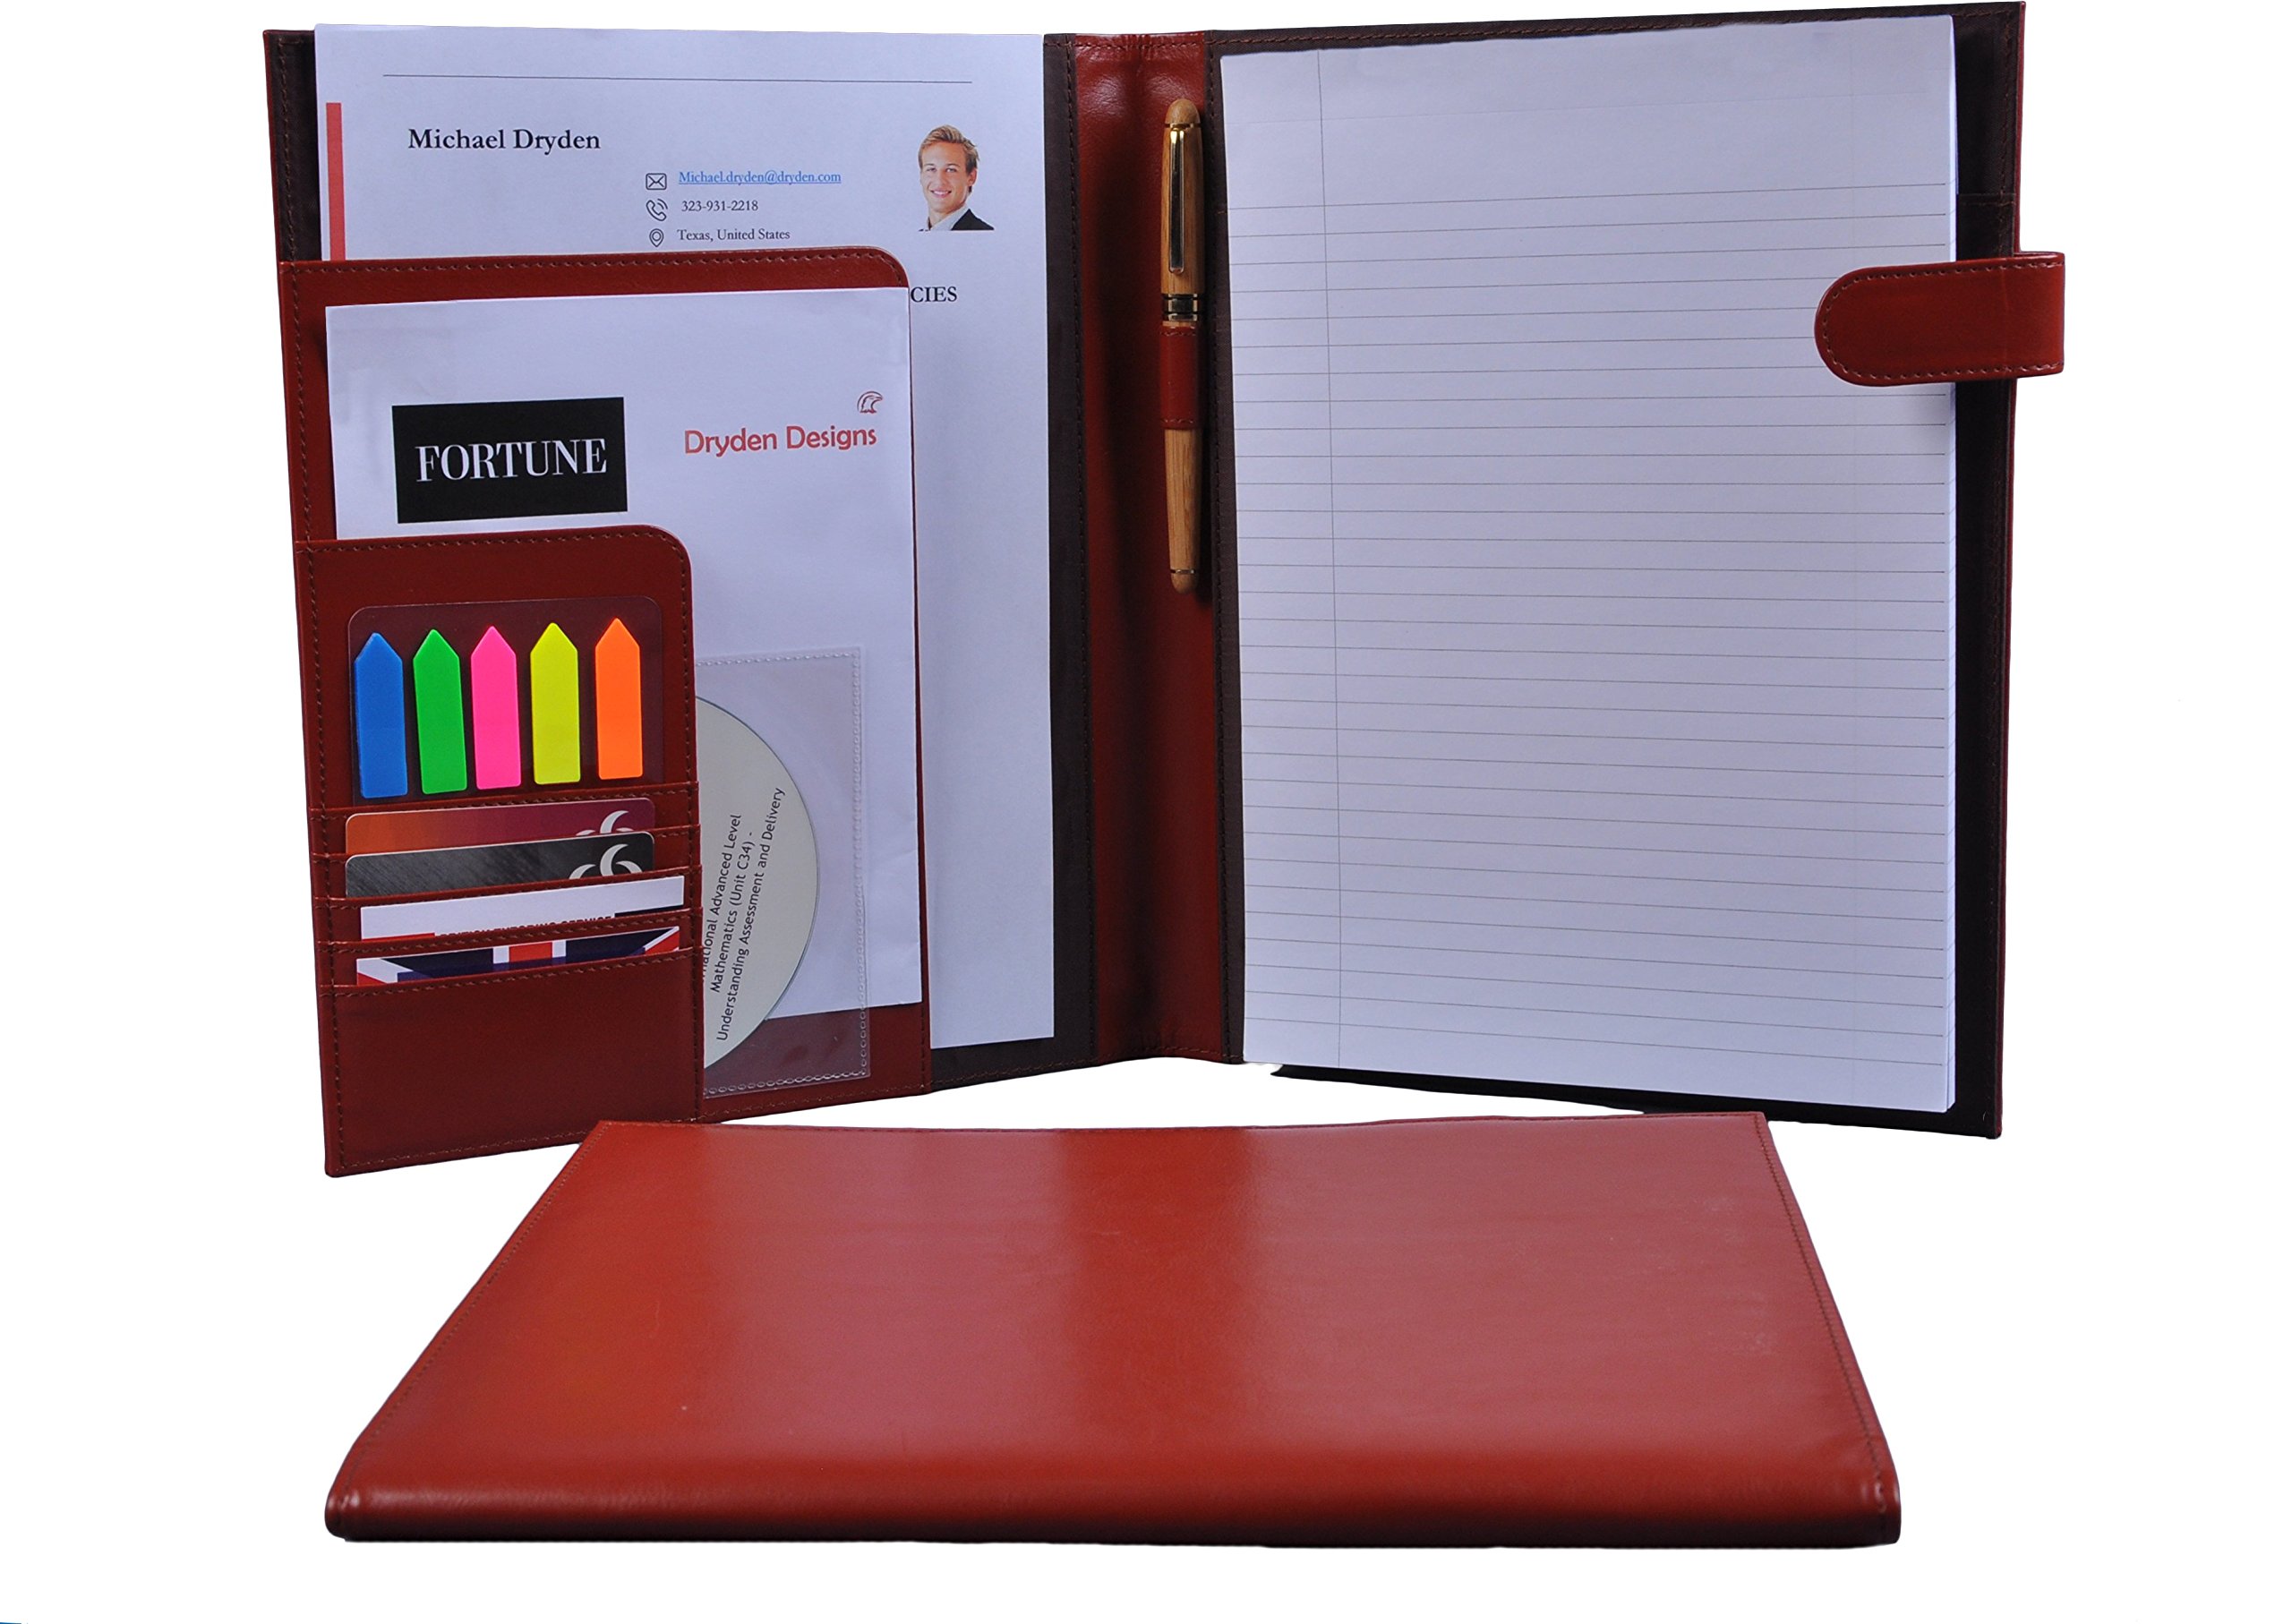 Michael Dryden
Michael.dryden@dryden.com
323-931-2218
Texas, United States
CIES
FORTUNE
Dryden Designs
Advanced Level
Mathematics (Unit C34) -
Understanding Assessment and Delivery